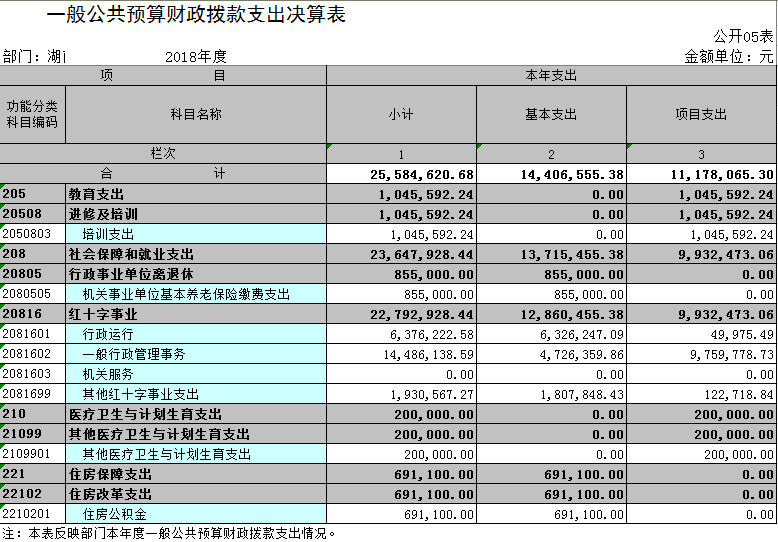 一般公共预算财政拨款支出决算表
公开05表
部门：湖 2018年度 金额单位：元
项 目 本年支出
功能分类科目编码 科目名称 小计 基本支出 项目支出
栏次 1 2 3
合 计 25,584,620.68 14,406,555.38 11,178,065.30
205 教育支出 1,045,592.24 0.00 1,045,592.24
20508 进修及培训 1,045,592.24 0.00 1,045,592.24
2050803 培训支出 1,045,592.24 0.00 1,045,592.24
208 社会保障和就业支出 23,647,928.44 13,715,455.38 9,932,473.06
20805 行政事业单位离退休 855,000.00 855,000.00 0.00
2080505 机关事业单位基本养老保险缴费支出 855,000.00 855,000.00 0.00
20816 红十字事业 22,792,928.44 12,860,455.38 9,932,473.06
2081601 行政运行 6,376,222.58 6,326,247.09 49,975.49
2081602 一般行政管理事务 14,486,138.59 4,726,359.86 9,759,778.73
2081603 机关服务 0.00 0.00 0.00
2081699 其他红十字事业支出 1,930,567.27 1,807,848.43 122,718.84
210 医疗卫生与计划生育支出 200,000.00 0.00 200,000.00
21099 其他医疗卫生与计划生育支出 200,000.00 0.00 200,000.00
2109901 其他医疗卫生与计划生育支出 200,000.00 0.00 200,000.00
221 住房保障支出 691,100.00 691,100.00 0.00
22102 住房改革支出 691,100.00 691,100.00 0.00
2210201 住房公积金 691,100.00 691,100.00 0.00
注：本表反映部门本年度一般公共预算财政拨款支出情况。